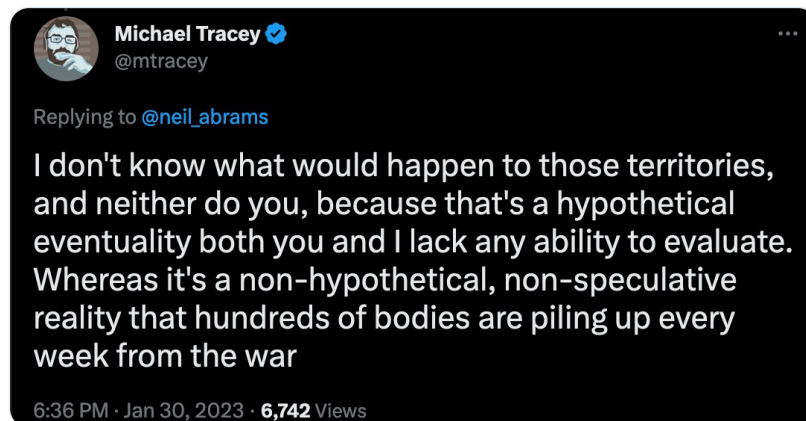 Michael Tracey
@mtracey
Replying to @neil_abrams
I don't know what would happen to those territories,
and neither do you, because that's a hypothetical
eventuality both you and I lack any ability to evaluate.
Whereas it's a non-hypothetical, non-speculative
reality that hundreds of bodies are piling up every
week from the war
6:36 PM · Jan 30, 2023 · 6,742 Views